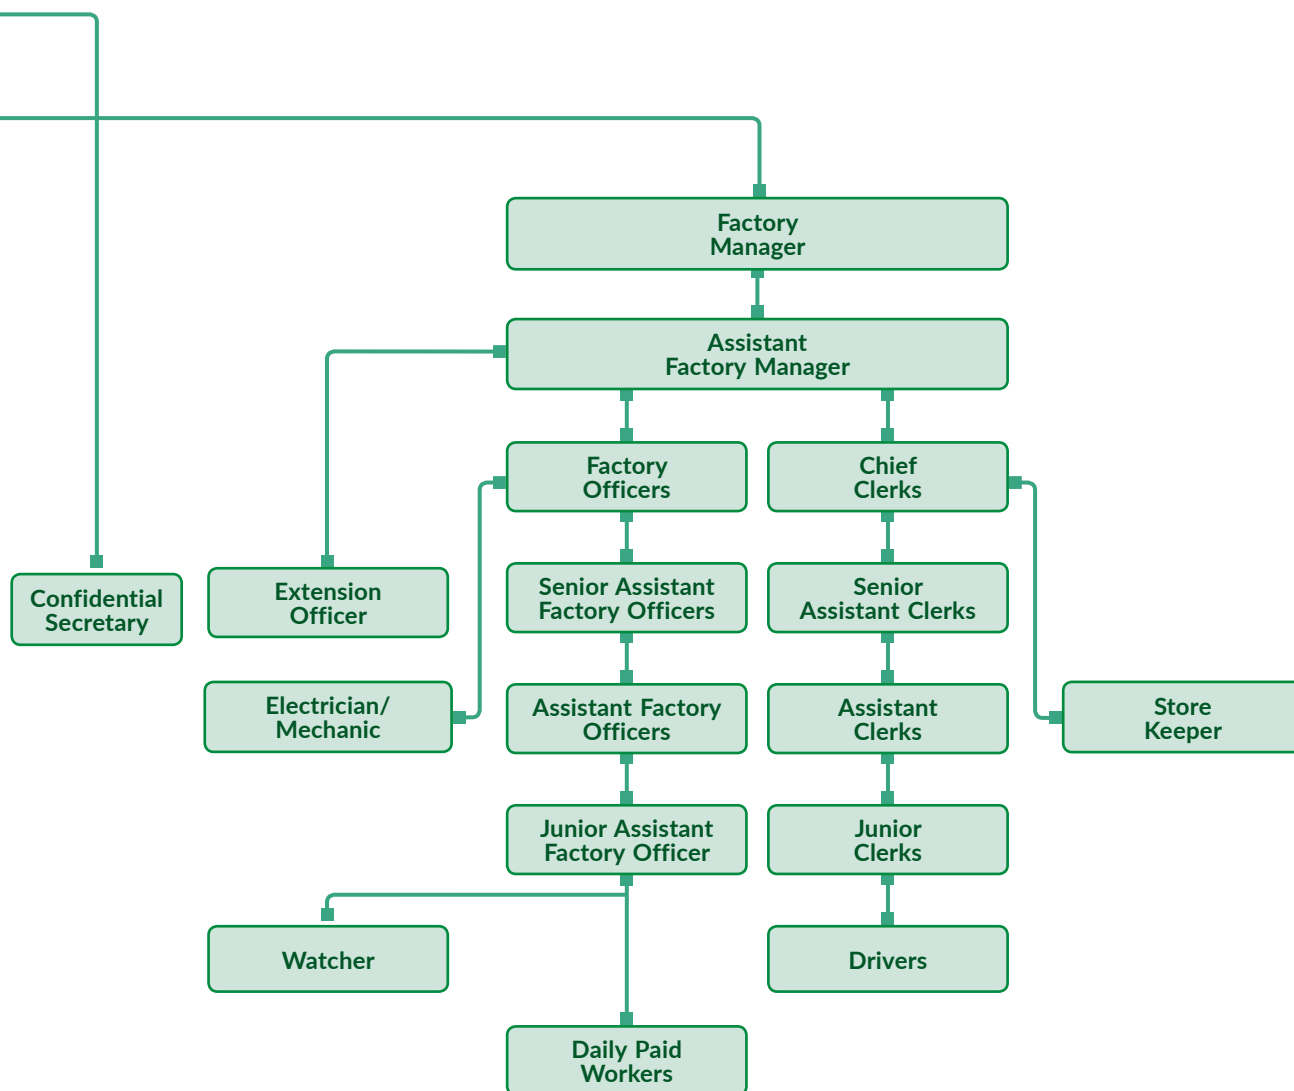 Factory
Manager
Assistant
Factory Manager
Factory
Officers
Chief
Clerks
Confidential
Secretary
Extension
Officer
Senior Assistant
Factory Officers
Senior
Assistant Clerks
Electrician/
Mechanic
Assistant Factory
Officers
Assistant
Clerks
Store
Keeper
Junior Assistant
Factory Officer
Junior
Clerks
Watcher
Drivers
Daily Paid
Workers